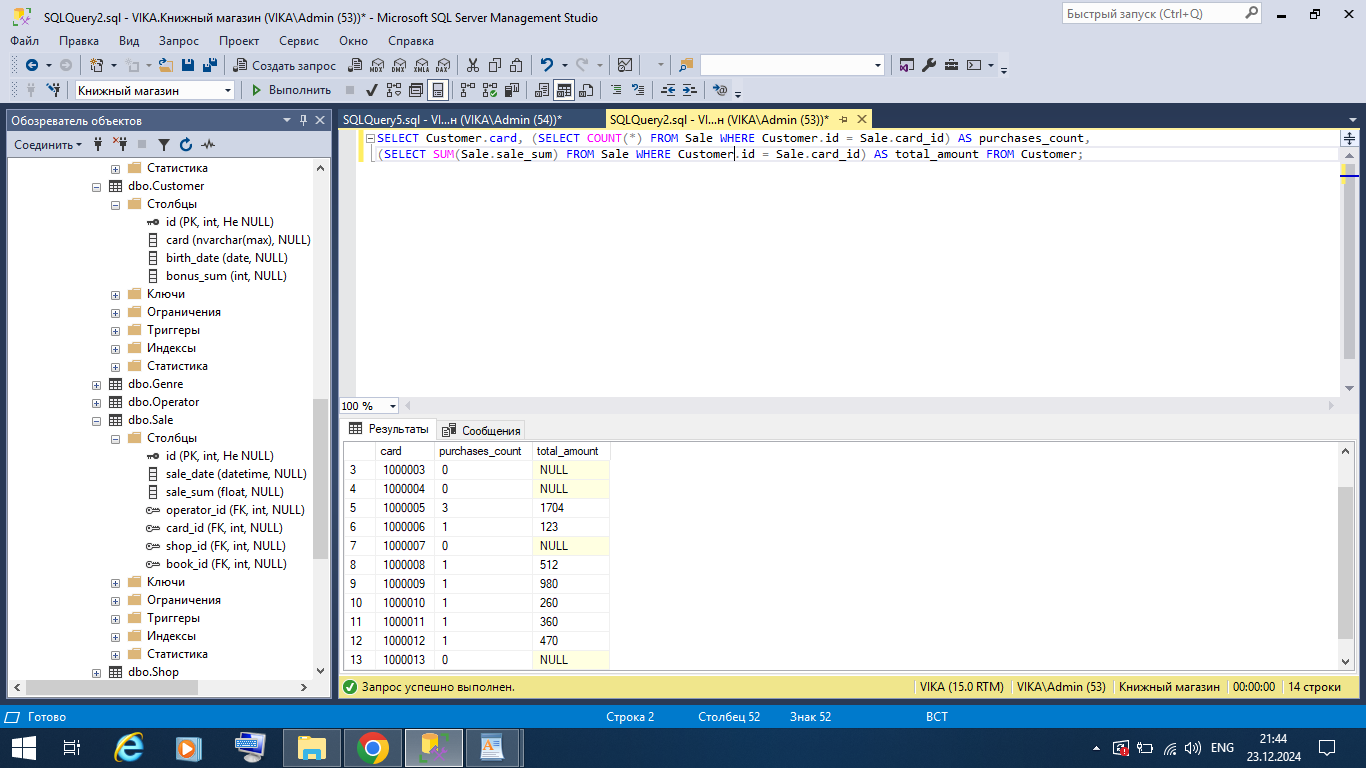 SQLQuery2.sql - VIKA.Книжный магазин (VIKA\Admin (53))* - Microsoft SQL Server Management Studio
Быстрый запуск (Ctrl+Q)
Файл Правка Вид Запрос Проект Сервис Окно Справка
Создать запрос MDX DMX XMLA DAX
Книжный магазин Выполнить
Обозреватель объектов
SQLQuery5.sql - VI...н (VIKA\Admin (54))* SQLQuery2.sql - VI...н (VIKA\Admin (53))*
Соединить
Статистика
dbo.Customer
Столбцы
id (PK, int, Не NULL)
card (nvarchar(max), NULL)
birth_date (date, NULL)
bonus_sum (int, NULL)
Ключи
Ограничения
Триггеры
Индексы
Статистика
dbo.Genre
dbo.Operator
dbo.Sale
Столбцы
id (PK, int, Не NULL)
sale_date (datetime, NULL)
sale_sum (float, NULL)
operator_id (FK, int, NULL)
card_id (FK, int, NULL)
shop_id (FK, int, NULL)
book_id (FK, int, NULL)
Ключи
Ограничения
Триггеры
Индексы
Статистика
dbo.Shop
SELECT Customer.card, (SELECT COUNT(*) FROM Sale WHERE Customer.id = Sale.card_id) AS purchases_count,
(SELECT SUM(Sale.sale_sum) FROM Sale WHERE Customer.id = Sale.card_id) AS total_amount FROM Customer;
100 %
Результаты Сообщения
card purchases_count total_amount
3 1000003 0 NULL
4 1000004 0 NULL
5 1000005 3 1704
6 1000006 1 123
7 1000007 0 NULL
8 1000008 1 512
9 1000009 1 980
10 1000010 1 260
11 1000011 1 360
12 1000012 1 470
13 1000013 0 NULL
Запрос успешно выполнен. VIKA (15.0 RTM) VIKA\Admin (53) Книжный магазин 00:00:00 14 строки
Готово Строка 2 Столбец 52 Знак 52 ВСТ
ENG 21:44
23.12.2024